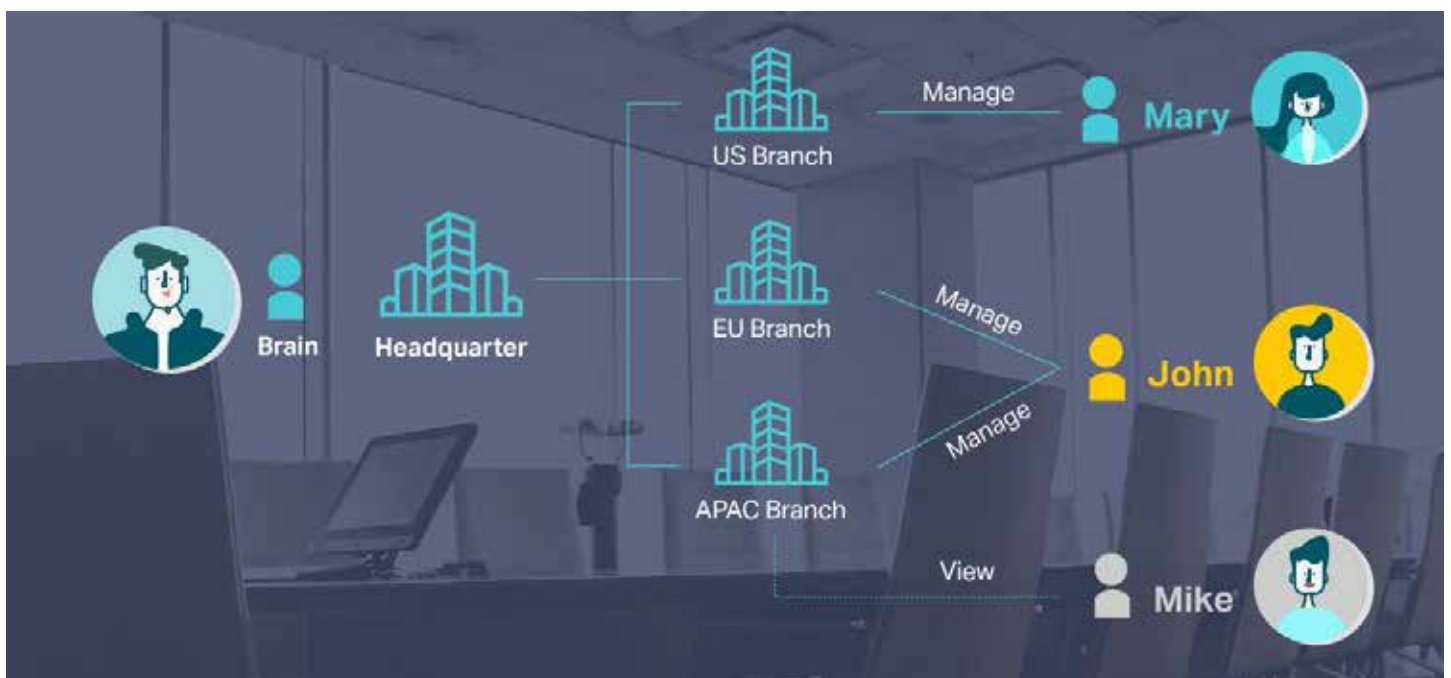 Manage
Mary
US Branch
Brain
Headquarter
EU Branch
Manage
John
Manage
APAC Branch
View
Mike